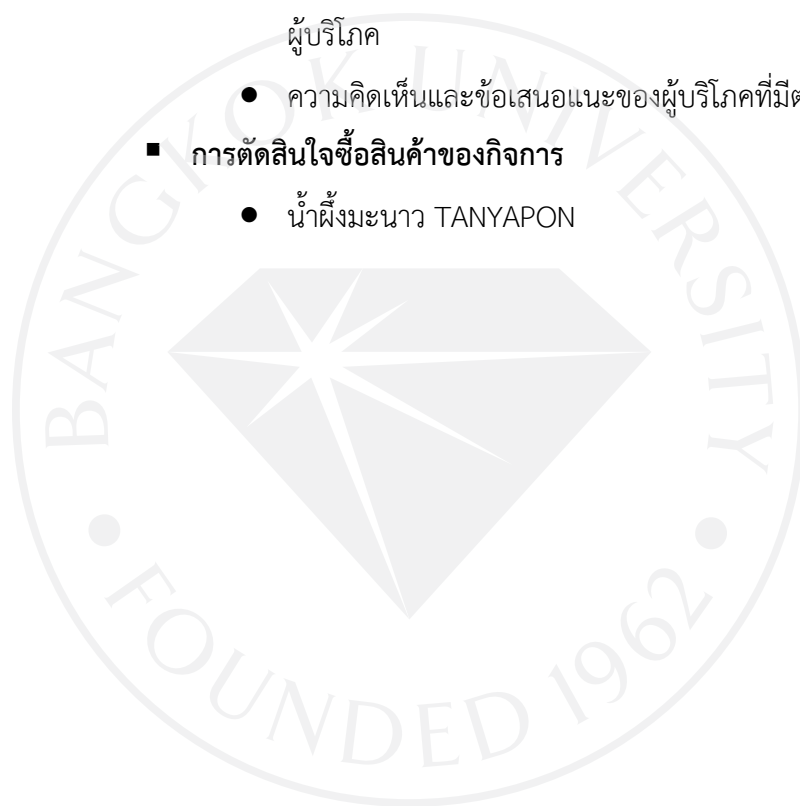 ผู้บริโภค
● ความคิดเห็นและข้อเสนอแนะของผู้บริโภคที่มี
▪ การตัดสินใจซื้อสินค้าของกิจการ
● น้ำผึ้งมะนาว TANYAPON
BANGKOK UNIVERSITY
FOUNDED 1962